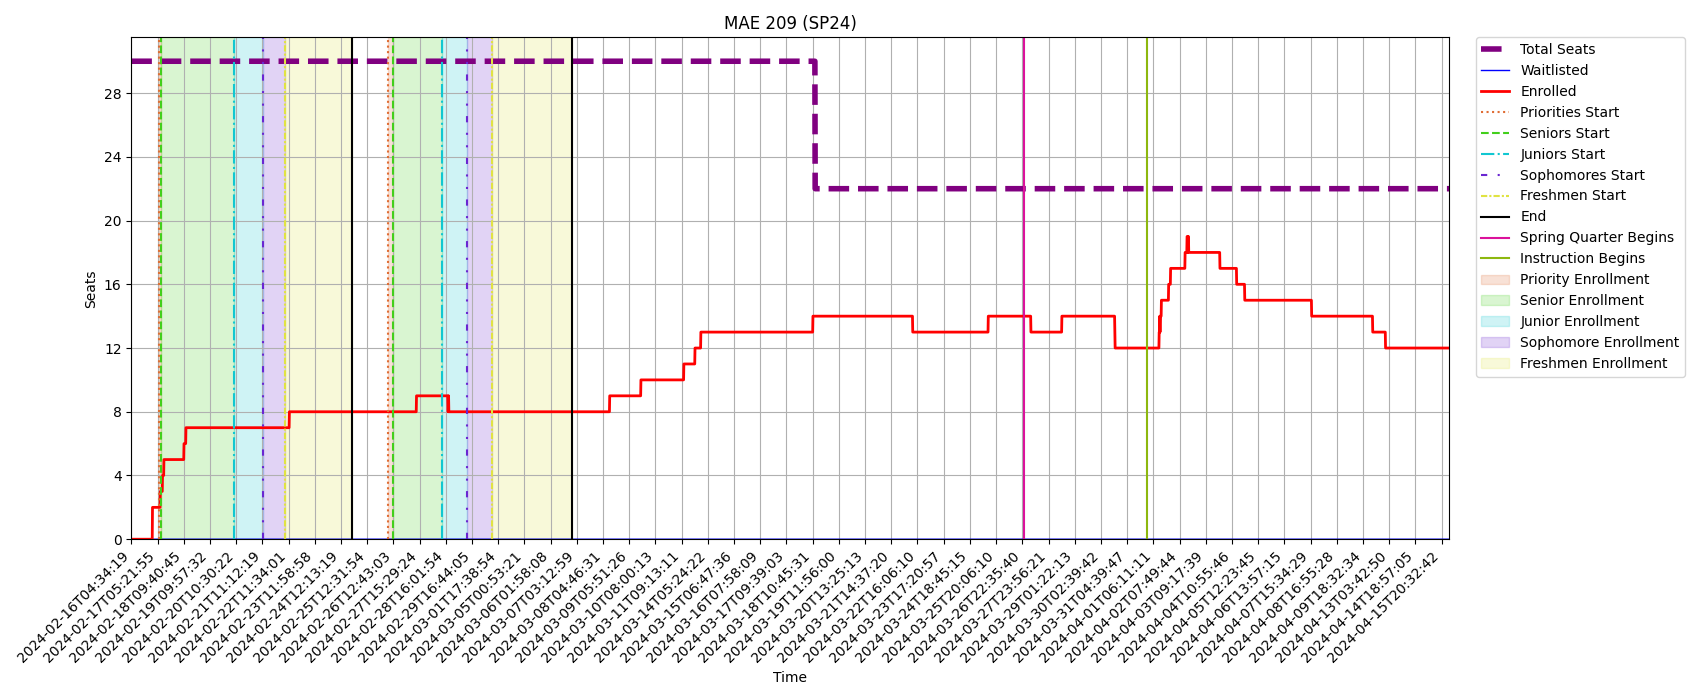 MAE 209 (SP24)
Seats
28
24
20
16
12
8
4
0
2024-02-16T04:34:19
2024-02-17T05:21:55
2024-02-18T09:40:45
2024-02-19T09:57:32
2024-02-20T10:30:22
2024-02-21T11:12:19
2024-02-22T11:34:01
2024-02-23T11:58:58
2024-02-24T12:13:19
2024-02-25T12:31:54
2024-02-26T12:43:03
2024-02-27T15:29:24
2024-02-28T16:01:54
2024-02-29T16:44:05
2024-03-01T17:38:54
2024-03-05T00:53:21
2024-03-06T01:58:08
2024-03-07T03:12:59
2024-03-08T04:46:31
2024-03-09T05:51:26
2024-03-10T08:00:13
2024-03-11T09:13:11
2024-03-14T05:24:22
2024-03-15T06:47:36
2024-03-16T07:58:09
2024-03-17T09:39:03
2024-03-18T10:45:31
2024-03-19T11:56:00
2024-03-20T13:25:13
2024-03-21T14:37:20
2024-03-22T16:06:10
2024-03-23T17:20:57
2024-03-24T18:45:15
2024-03-25T20:06:10
2024-03-26T22:35:40
2024-03-27T23:56:21
2024-03-29T01:22:13
2024-03-30T02:39:42
2024-03-31T04:39:47
2024-04-01T06:11:11
2024-04-02T07:49:44
2024-04-03T09:17:39
2024-04-04T10:55:46
2024-04-05T12:23:45
2024-04-06T13:57:15
2024-04-07T15:34:29
2024-04-08T16:55:28
2024-04-09T18:32:34
2024-04-13T03:42:50
2024-04-14T18:57:05
2024-04-15T20:32:42
Time
Total Seats
Waitlisted
Enrolled
Priorities Start
Seniors Start
Juniors Start
Sophomores Start
Freshmen Start
End
Spring Quarter Begins
Instruction Begins
Priority Enrollment
Senior Enrollment
Junior Enrollment
Sophomore Enrollment
Freshmen Enrollment